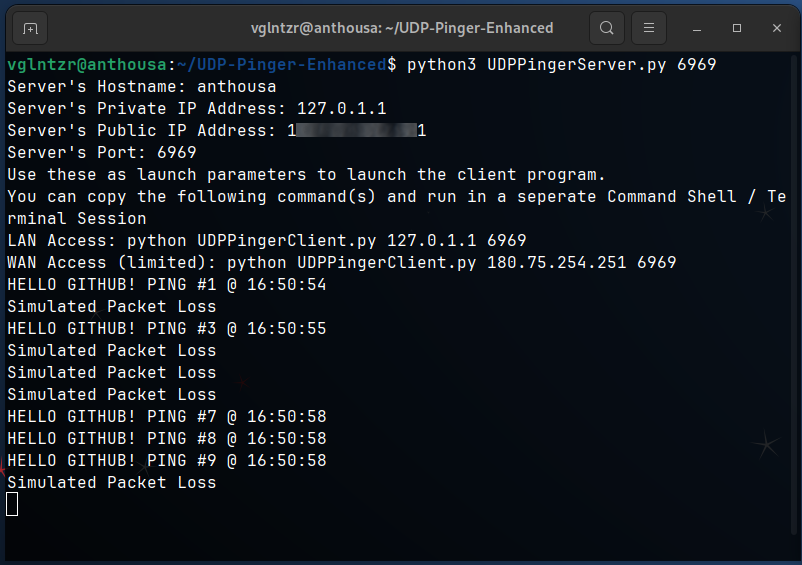 vglntzr@anthousa: ~/UDP-Pinger-Enhanced
vglntzr@anthousa:~/UDP-Pinger-Enhanced$ python3 UDPPingerServer.py 6969
Server's Hostname: anthousa
Server's Private IP Address: 127.0.1.1
Server's Public IP Address: 1 1
Server's Port: 6969
Use these as launch parameters to launch the client program.
You can copy the following command(s) and run in a seperate Command Shell / Te
rminal Session
LAN Access: python UDPPingerClient.py 127.0.1.1 6969
WAN Access (limited): python UDPPingerClient.py 180.75.254.251 6969
HELLO GITHUB! PING #1 @ 16:50:54
Simulated Packet Loss
HELLO GITHUB! PING #3 @ 16:50:55
Simulated Packet Loss
Simulated Packet Loss
Simulated Packet Loss
HELLO GITHUB! PING #7 @ 16:50:58
HELLO GITHUB! PING #8 @ 16:50:58
HELLO GITHUB! PING #9 @ 16:50:58
Simulated Packet Loss